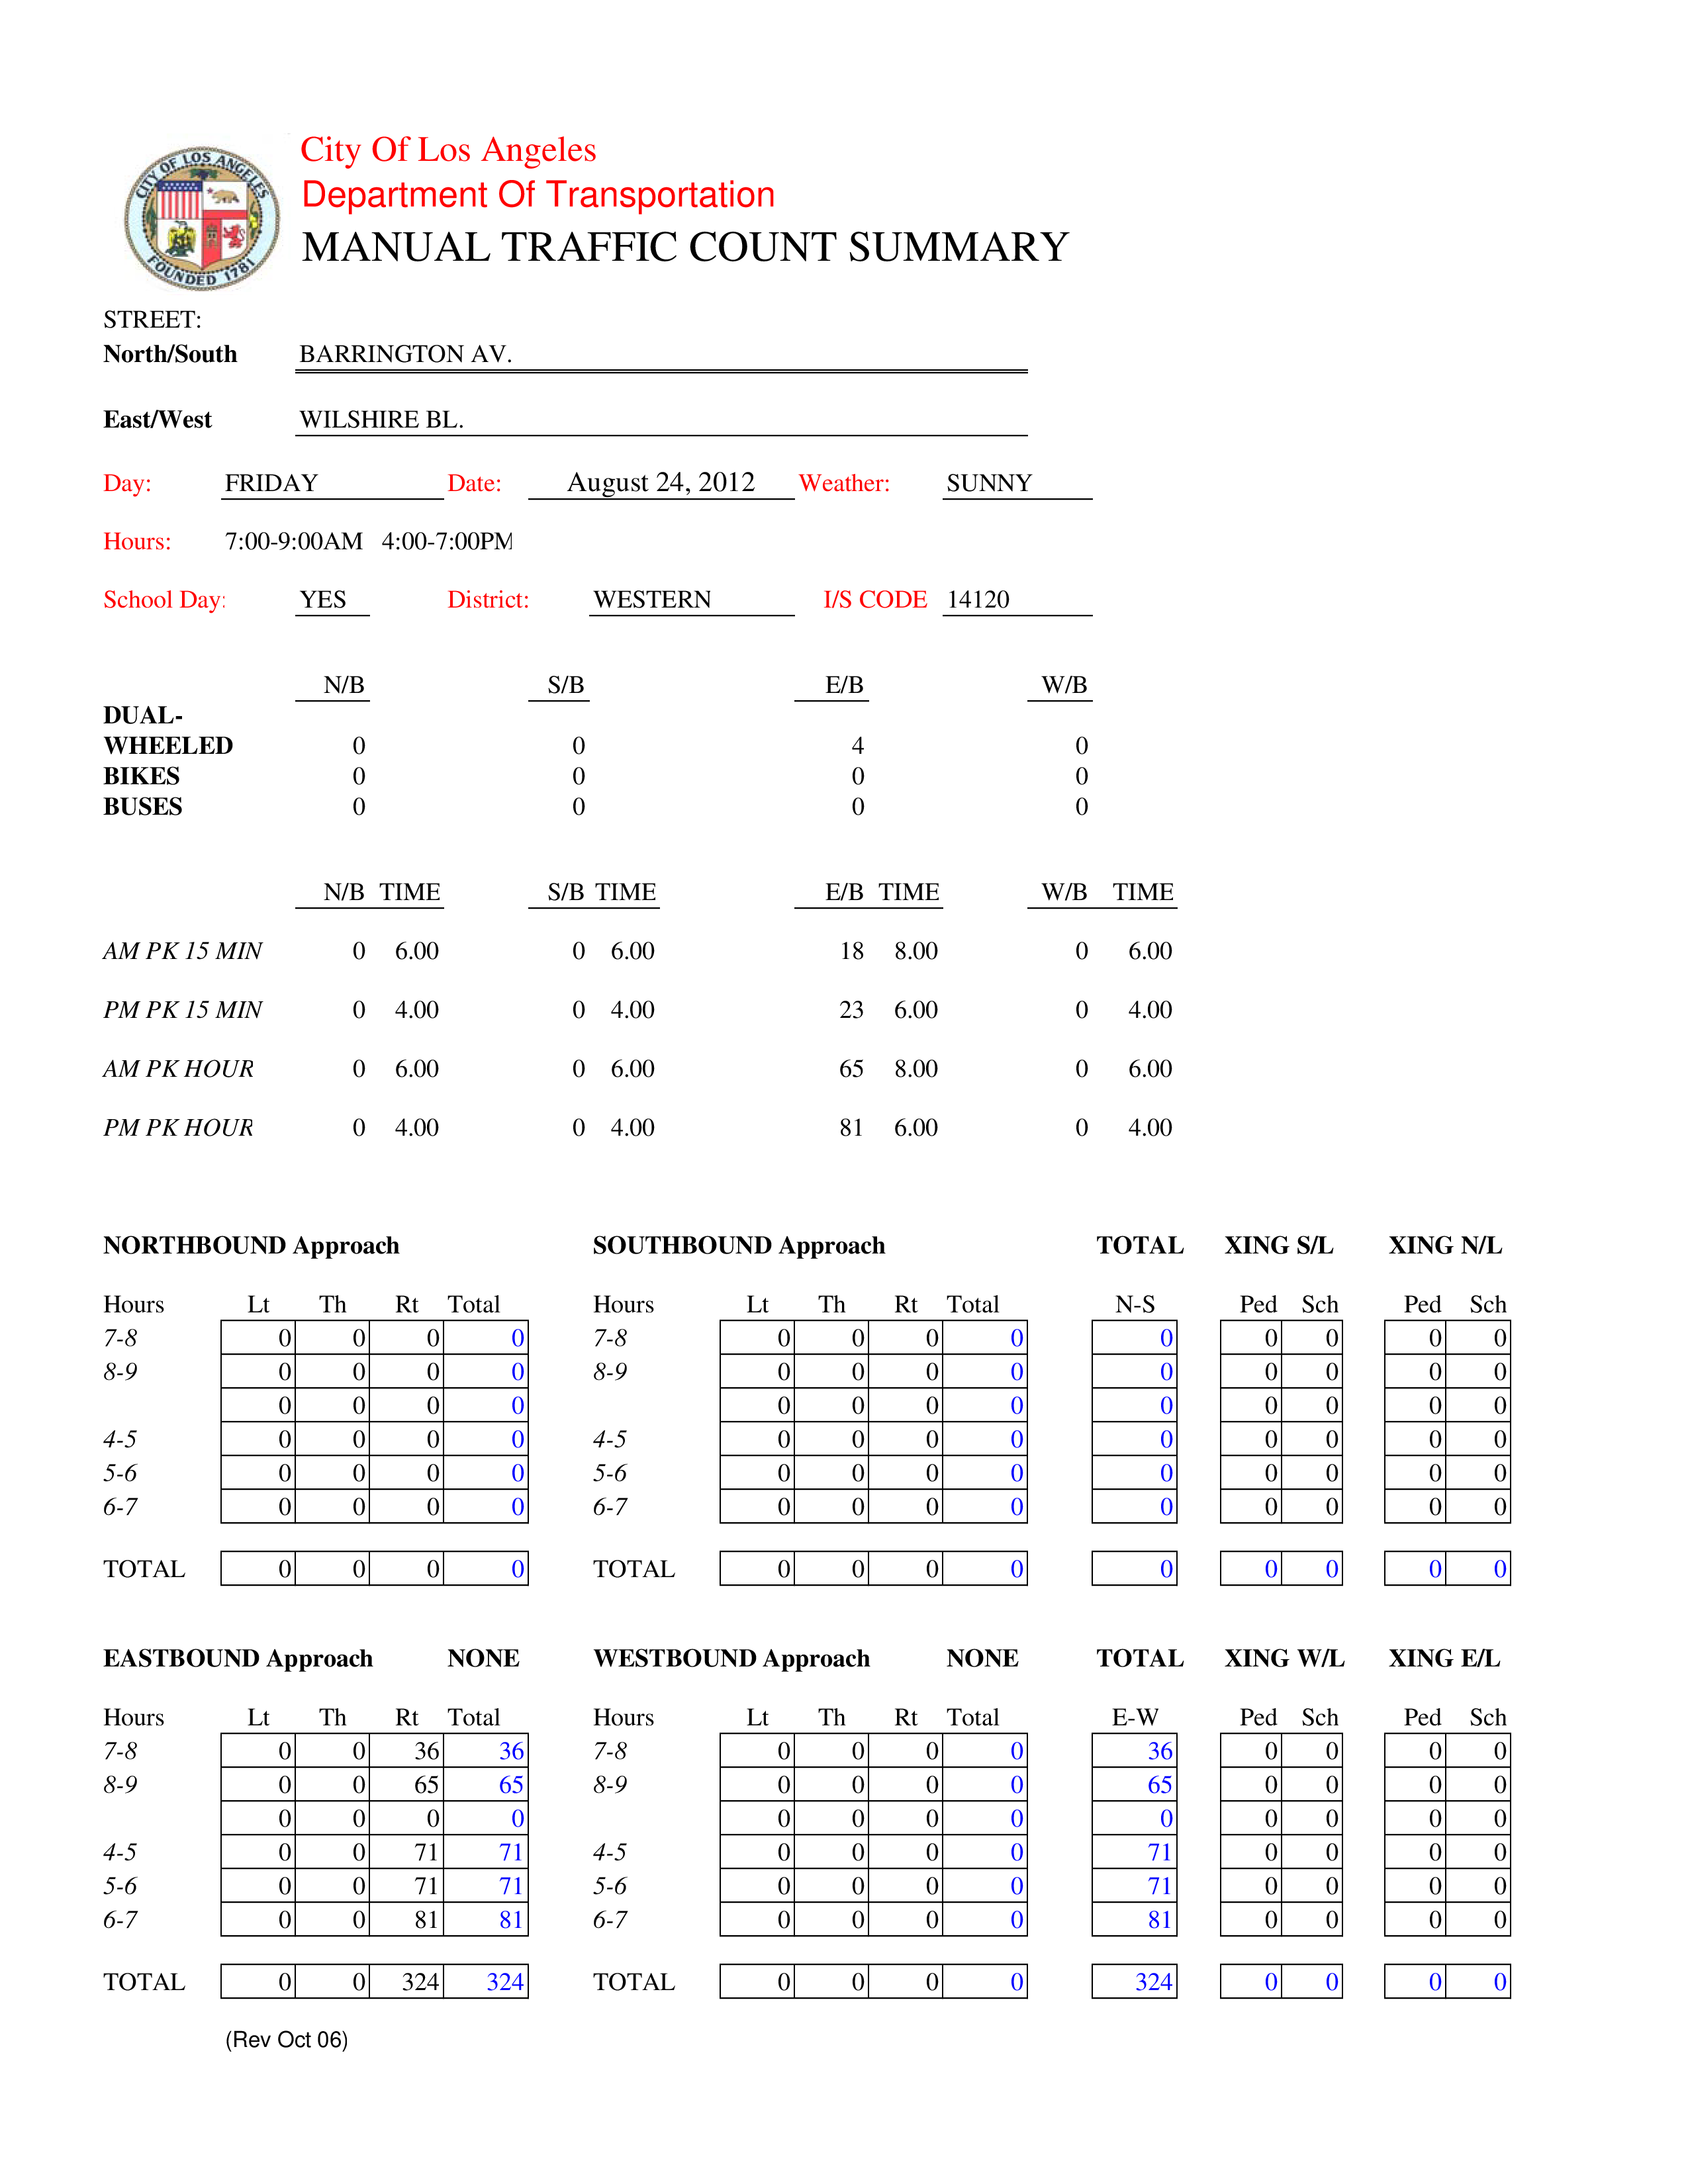 CITY OF LOS ANGELES
FOUNDED 1781
City Of Los Angeles
Department Of Transportation
MANUAL TRAFFIC COUNT SUMMARY
STREET:
North/South BARRINGTON AV.
East/West WILSHIRE BL.
Day: FRIDAY Date: August 24, 2012 Weather: SUNNY
Hours: 7:00-9:00AM 4:00-7:00PM
School Day: YES District: WESTERN I/S CODE 14120
N/B S/B E/B W/B
DUAL-
WHEELED 0 0 4 0
BIKES 0 0 0 0
BUSES 0 0 0 0
N/B TIME S/B TIME E/B TIME W/B TIME
AM PK 15 MIN 0 6.00 0 6.00 18 8.00 0 6.00
PM PK 15 MIN 0 4.00 0 4.00 23 6.00 0 4.00
AM PK HOUR 0 6.00 0 6.00 65 8.00 0 6.00
PM PK HOUR 0 4.00 0 4.00 81 6.00 0 4.00
NORTHBOUND Approach SOUTHBOUND Approach TOTAL XING S/L XING N/L
Hours Lt Th Rt Total Hours Lt Th Rt Total N-S Ped Sch Ped Sch
7-8 0 0 0 0 7-8 0 0 0 0 0 0 0 0 0
8-9 0 0 0 0 8-9 0 0 0 0 0 0 0 0 0
0 0 0 0 0 0 0 0 0 0 0 0 0
4-5 0 0 0 0 4-5 0 0 0 0 0 0 0 0 0
5-6 0 0 0 0 5-6 0 0 0 0 0 0 0 0 0
6-7 0 0 0 0 6-7 0 0 0 0 0 0 0 0 0
TOTAL 0 0 0 0 TOTAL 0 0 0 0 0 0 0 0 0
EASTBOUND Approach NONE WESTBOUND Approach NONE TOTAL XING W/L XING E/L
Hours Lt Th Rt Total Hours Lt Th Rt Total E-W Ped Sch Ped Sch
7-8 0 0 36 36 7-8 0 0 0 0 36 0 0 0 0
8-9 0 0 65 65 8-9 0 0 0 0 65 0 0 0 0
0 0 0 0 0 0 0 0 0 0 0 0 0
4-5 0 0 71 71 4-5 0 0 0 0 71 0 0 0 0
5-6 0 0 71 71 5-6 0 0 0 0 71 0 0 0 0
6-7 0 0 81 81 6-7 0 0 0 0 81 0 0 0 0
TOTAL 0 0 324 324 TOTAL 0 0 0 0 324 0 0 0 0
(Rev Oct 06)